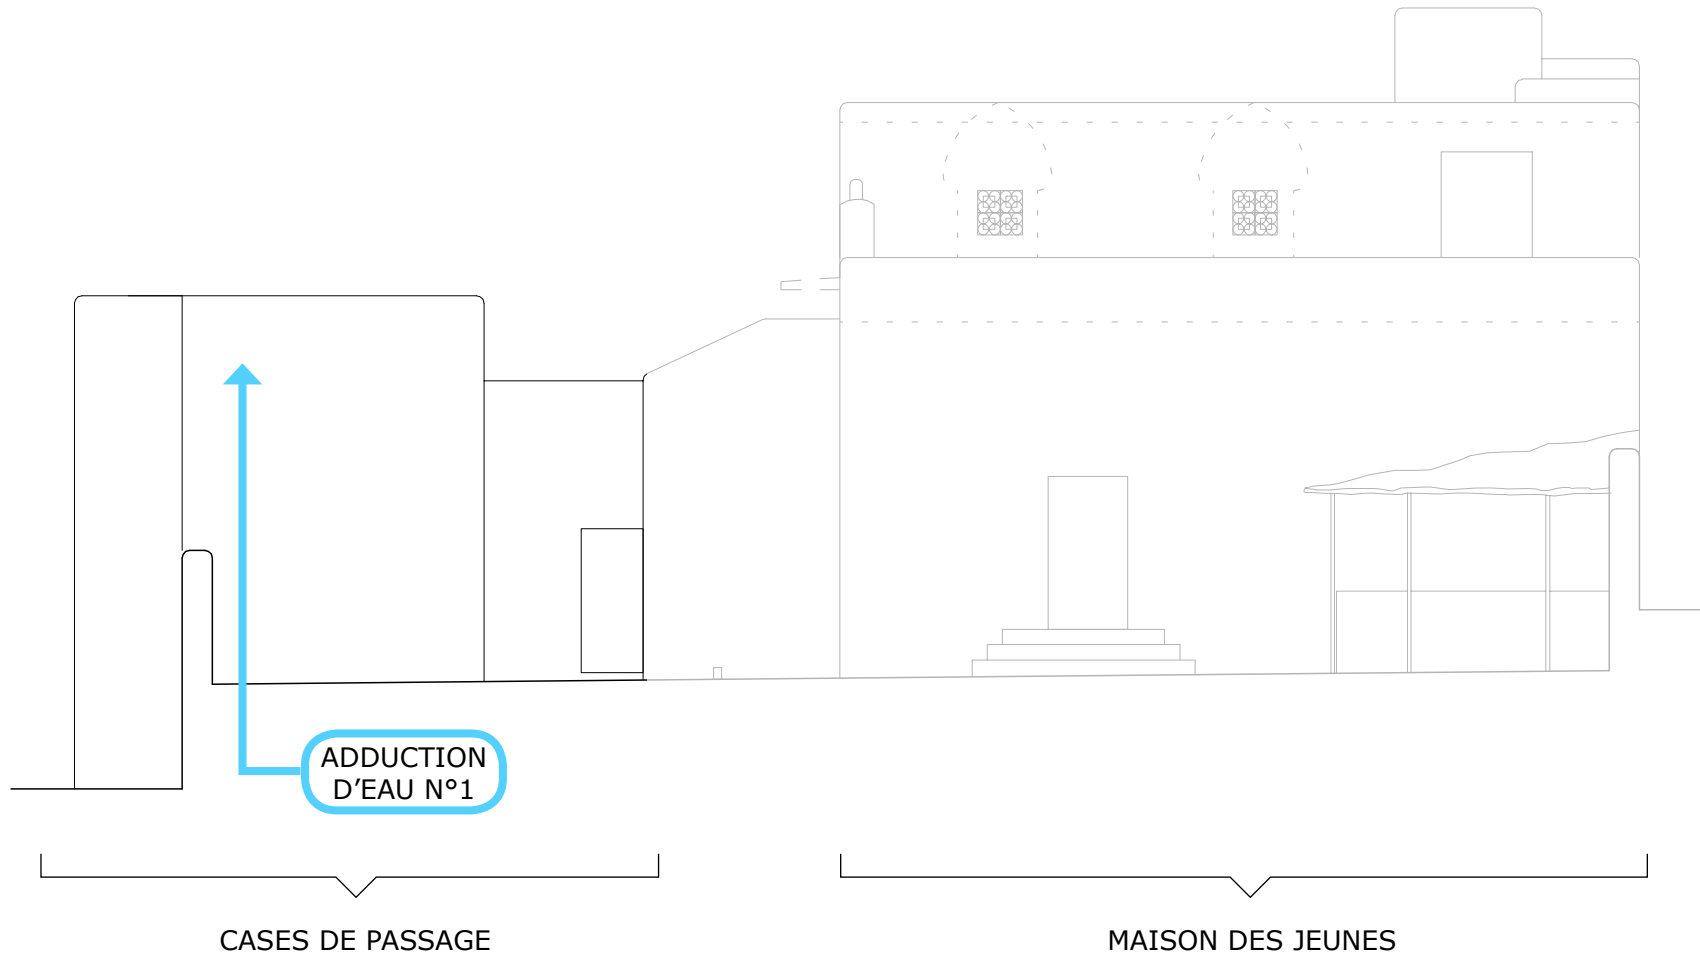 ADDUCTION
D’EAU N°1
CASES DE PASSAGE
MAISON DES JEUNES